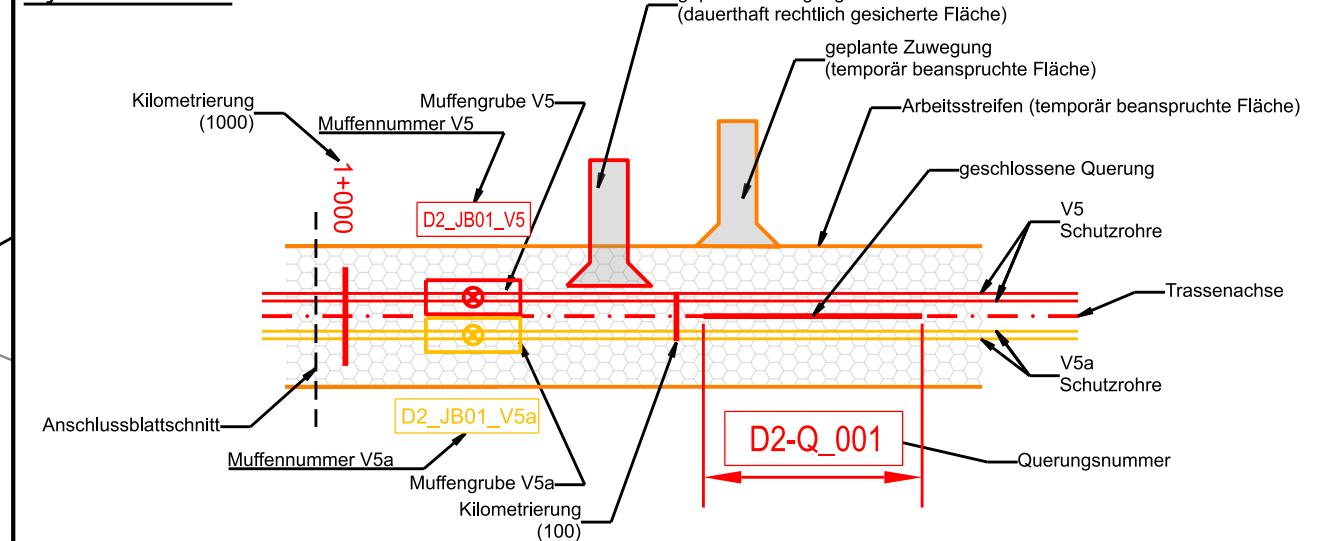 (dauerthaft rechtlich gesicherte Fläche)
geplante Zuwegung
(temporär beanspruchte Fläche)
Kilometrierung
(1000)
Muffengrube V5
Arbeitsstreifen (temporär beanspruchte Fläche)
Muffennummer V5
1+000
geschlossene Querung
D2_JB01_V5
V5
Schutzrohre
Trassenachse
V5a
Schutzrohre
Anschlussblattschnitt
D2_JB01_V5a
D2-Q_001
Muffennummer V5a
Querungsnummer
Muffengrube V5a
Kilometrierung
(100)